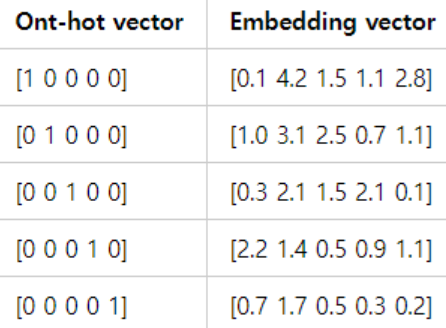 Ont-hot vector Embedding vector
[1 0 0 0 0] [0.1 4.2 1.5 1.1 2.8]
[0 1 0 0 0] [1.0 3.1 2.5 0.7 1.1]
[0 0 1 0 0] [0.3 2.1 1.5 2.1 0.1]
[0 0 0 1 0] [2.2 1.4 0.5 0.9 1.1]
[0 0 0 0 1] [0.7 1.7 0.5 0.3 0.2]